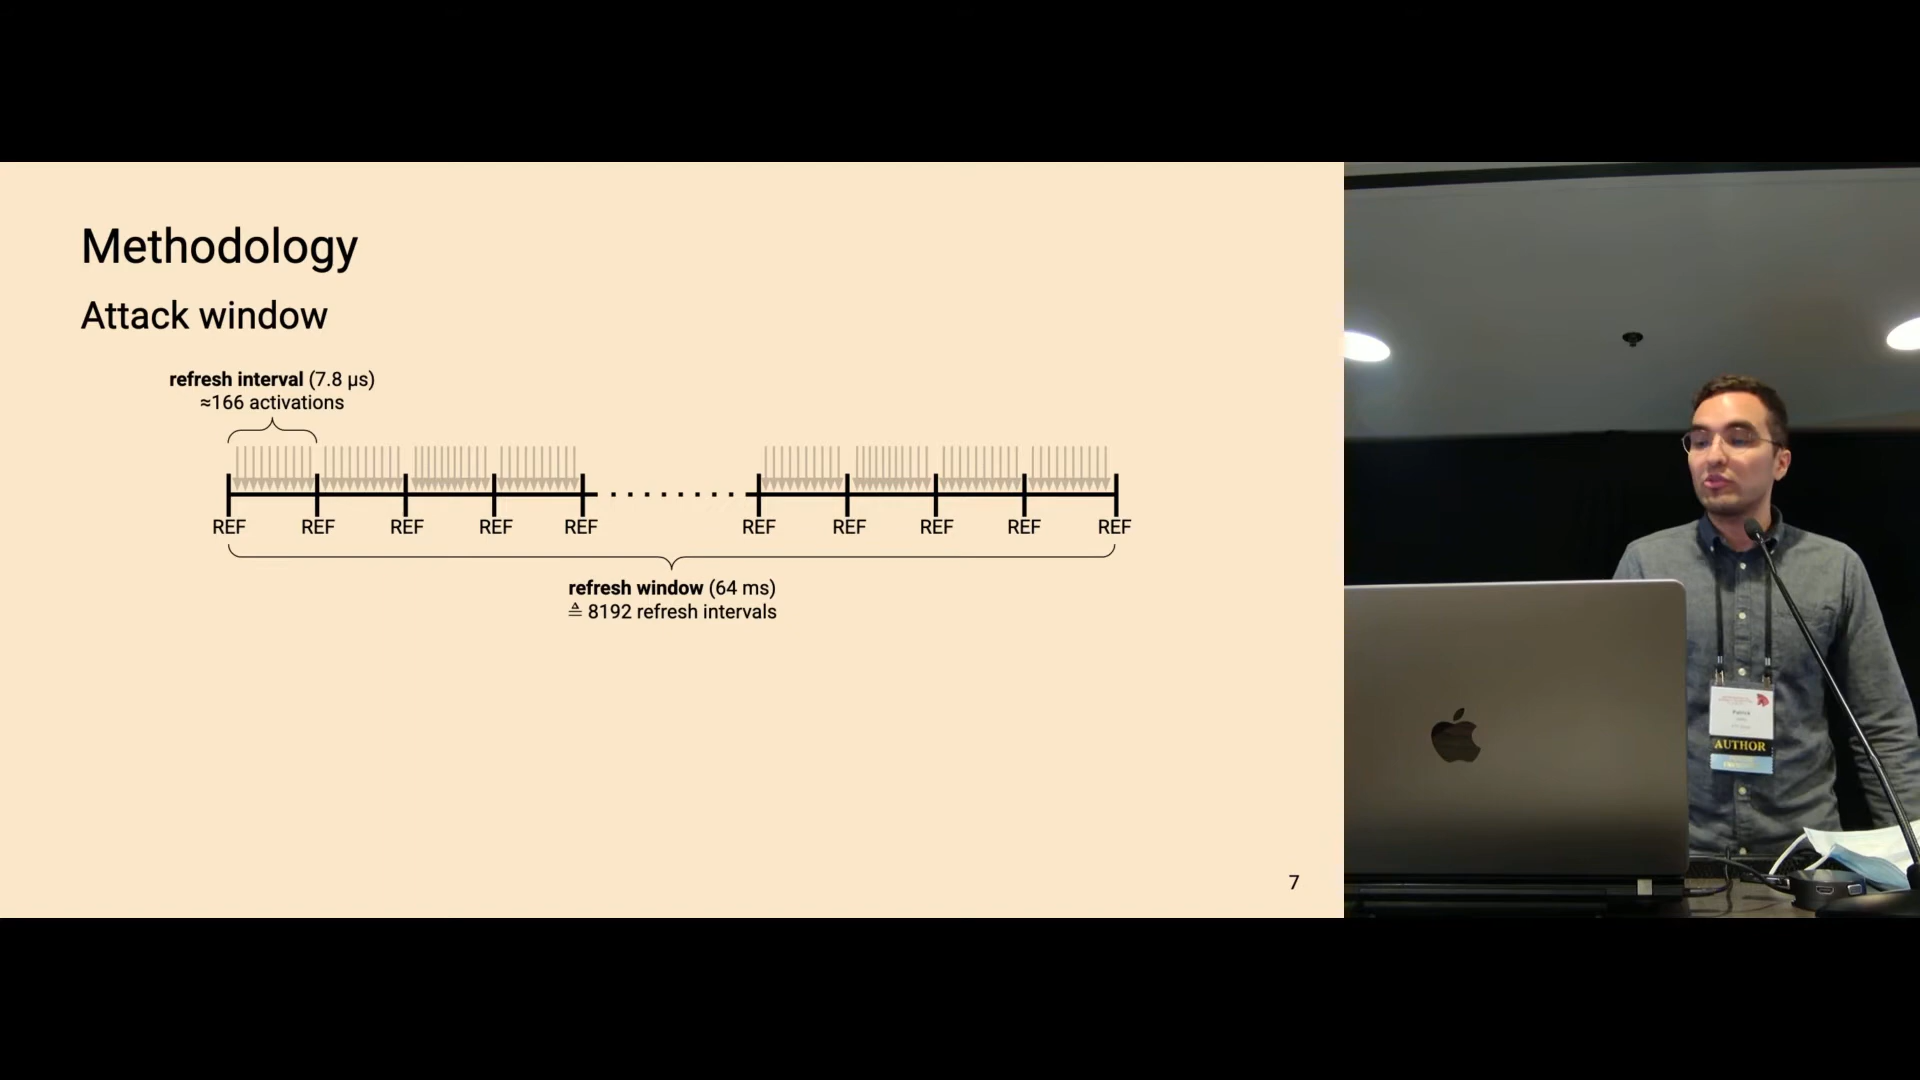 Methodology
Attack window
refresh interval (7.8 μs)
≈166 activations
REF REF REF REF REF REF REF REF REF REF
refresh window (64 ms)
≙ 8192 refresh intervals
7
Patrick
AUTHOR